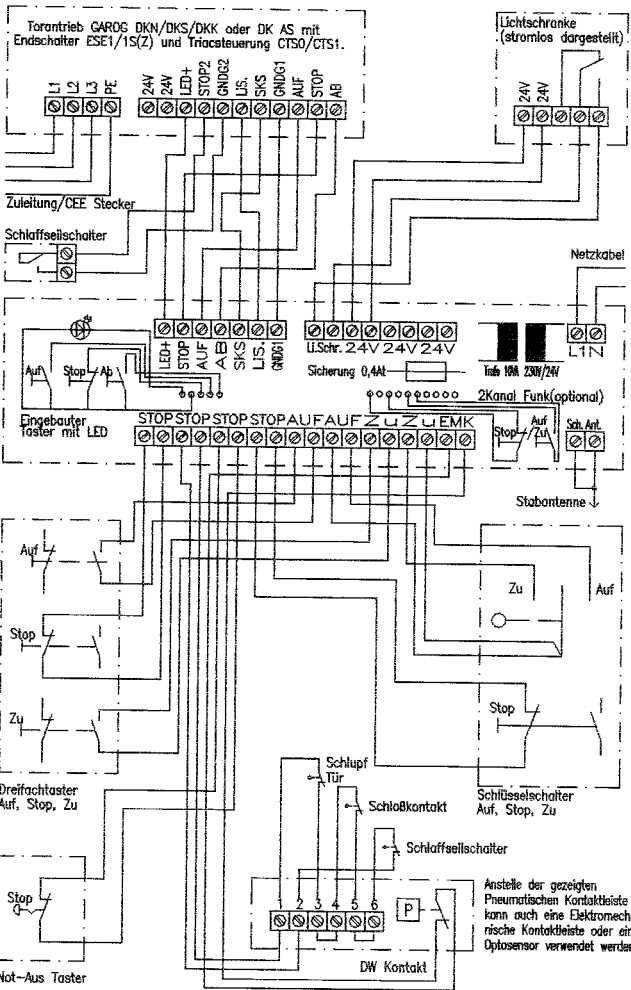 Torantrieb GAROG DKN/DKS/DKK oder DK AS mit
Endschalter ESE1/1S(Z) und Triacsteuerung CTS0/CTS1.
Lichtschranke
(stromlos dargestellt)
L1 L2 L3 PE
24V 24V LED+ STOP2 GNDG2 LIS. SKS GNDG1 AUF STOP AB
24V 24V
Zuleitung/CEE Stecker
Schlaffseilschalter
Netzkabel
LED+ STOP AUF AB SKS LIS. GNDG1
Li.Schr. 24V 24V 24V
L1N
Sicherung 0,4At
Trafo 10VA 230V/24V
Auf Stop Ab
2Kanal Funk(optional)
Eingebauter
Taster mit LED
STOP STOP STOP STOP AUF AUF Zu Zu EMK
Stop Auf
Zu
Sch. Ant.
Stabantenne
Auf
Stop
Zu
Dreifachtaster
Auf, Stop, Zu
Zu Auf
Stop
Schlüsselschalter
Auf, Stop, Zu
Schlupf
Tür
Schloßkontakt
Schlaffseilschalter
1 2 3 4 5 6
P
DW Kontakt
Anstelle der gezeigten
Pneumatischen Kontaktleiste
kann auch eine Elektromech
nische Kontaktleiste oder ein
Optosensor verwendet werde
Stop
Not-Aus Taster